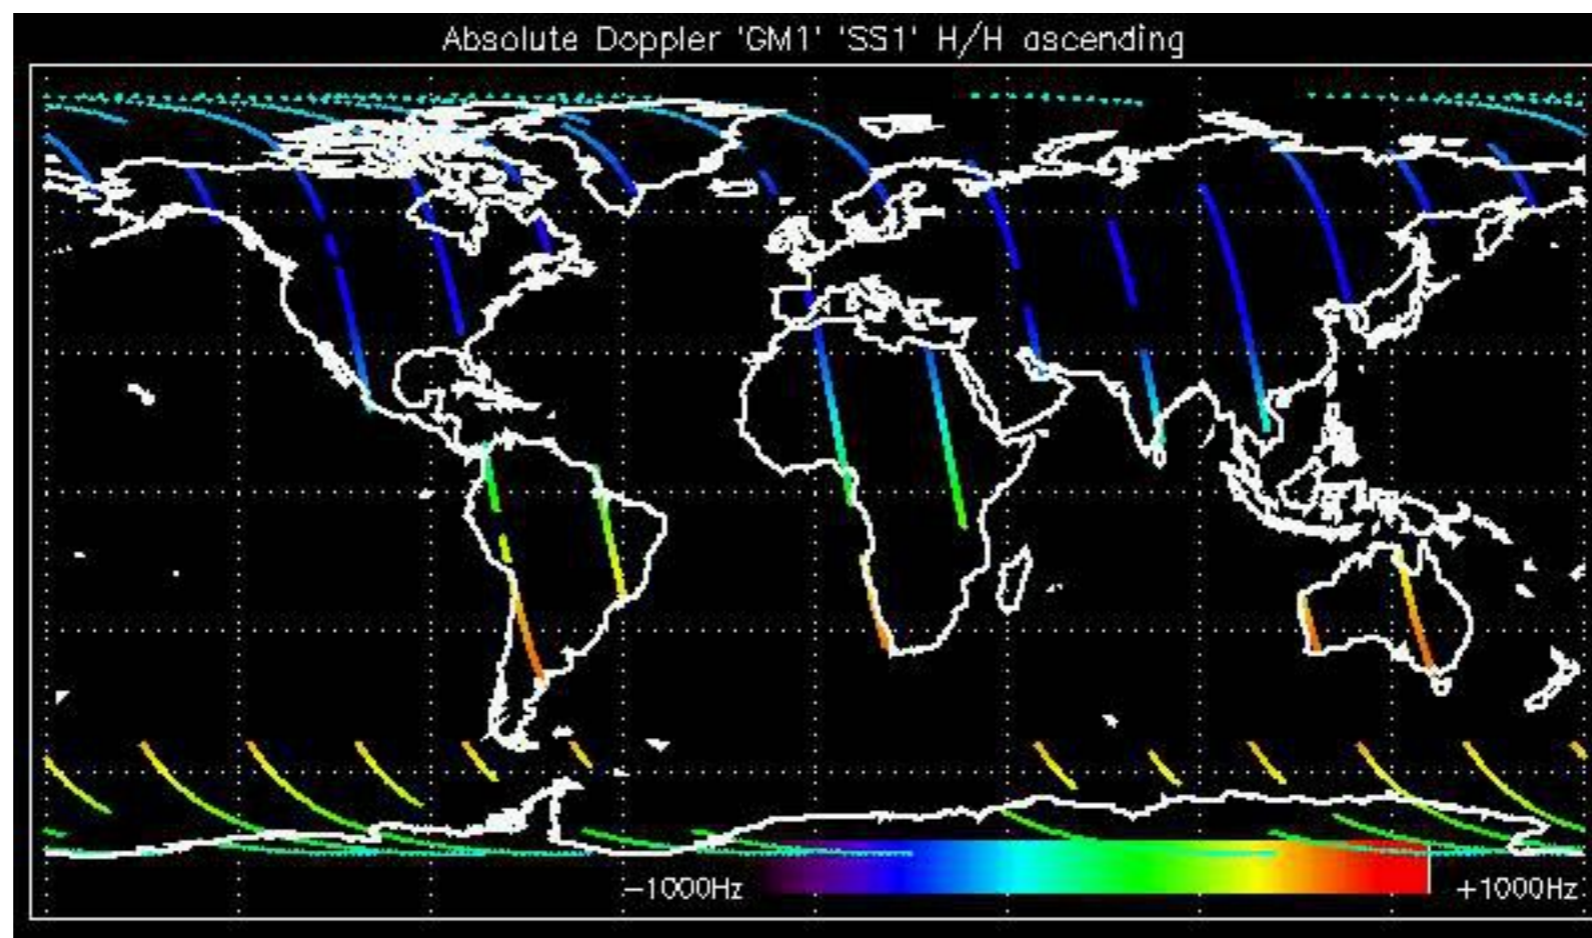 Absolute Doppler 'GM1' 'SS1' H/H ascending
−1000Hz
+1000Hz